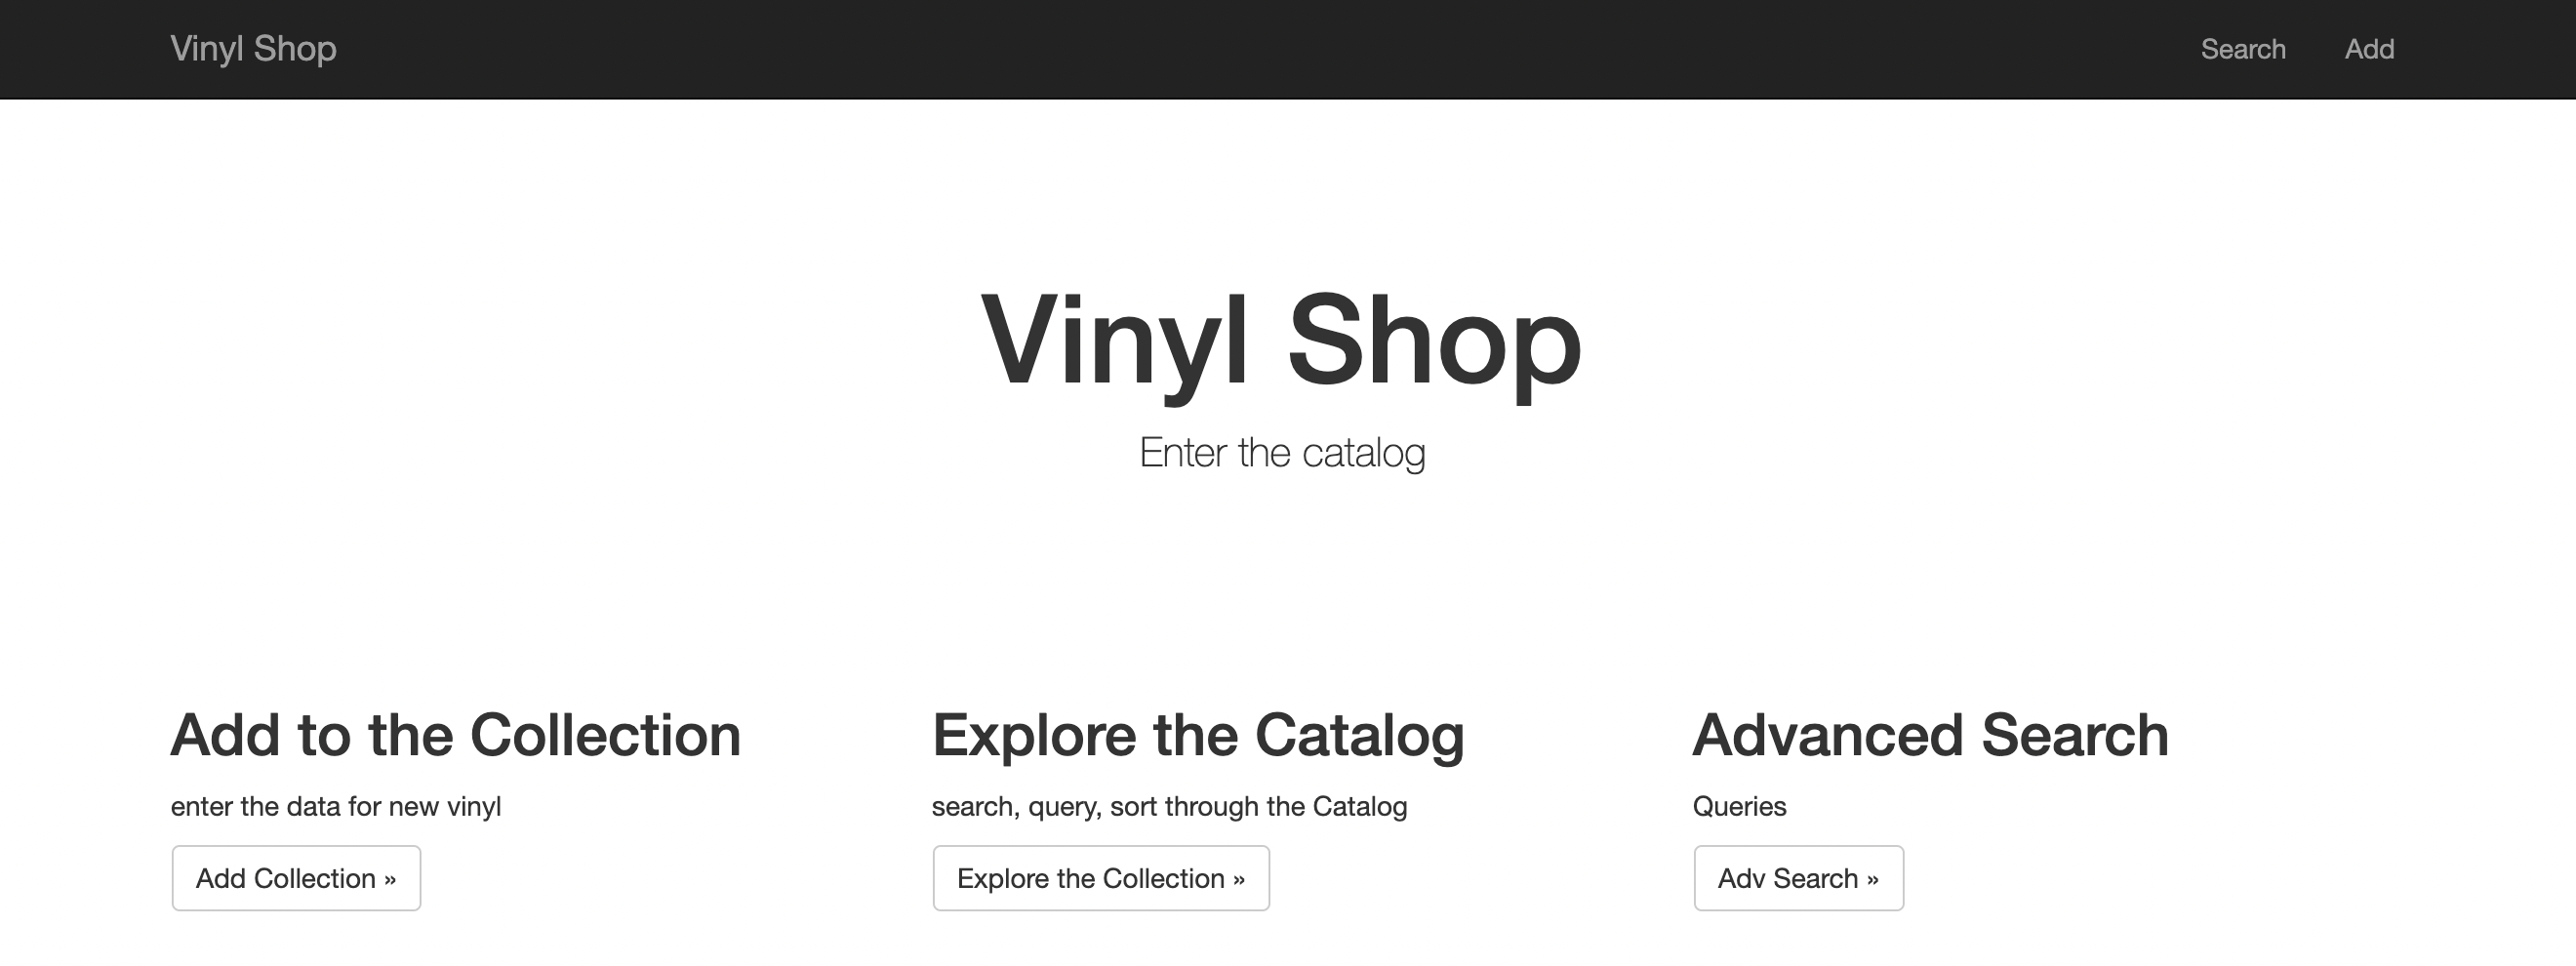 Vinyl Shop
Search
Add
Vinyl Shop
Enter the catalog
Add to the Collection
enter the data for new vinyl
Add Collection »
Explore the Catalog
search, query, sort through the Catalog
Explore the Collection »
Advanced Search
Queries
Adv Search »